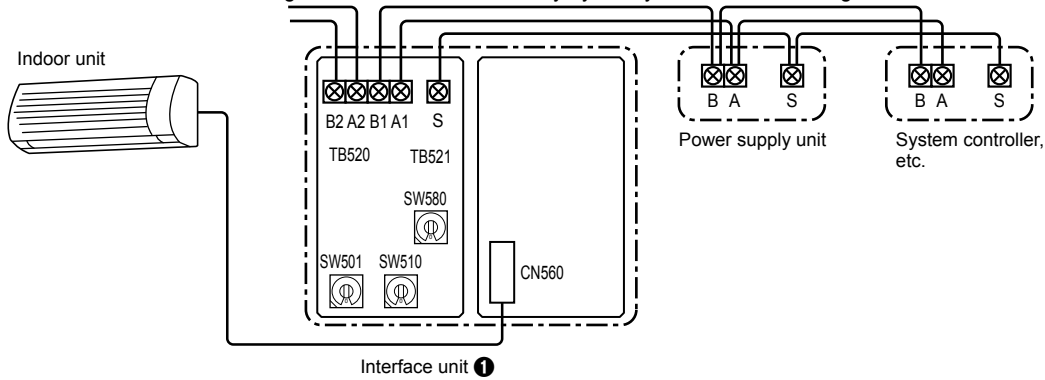 Indoor unit
B2 A2 B1 A1 S
TB520 TB521
SW580
SW501 SW510
CN560
B A S
Power supply unit
B A S
System controller,
etc.
Interface unit ❶